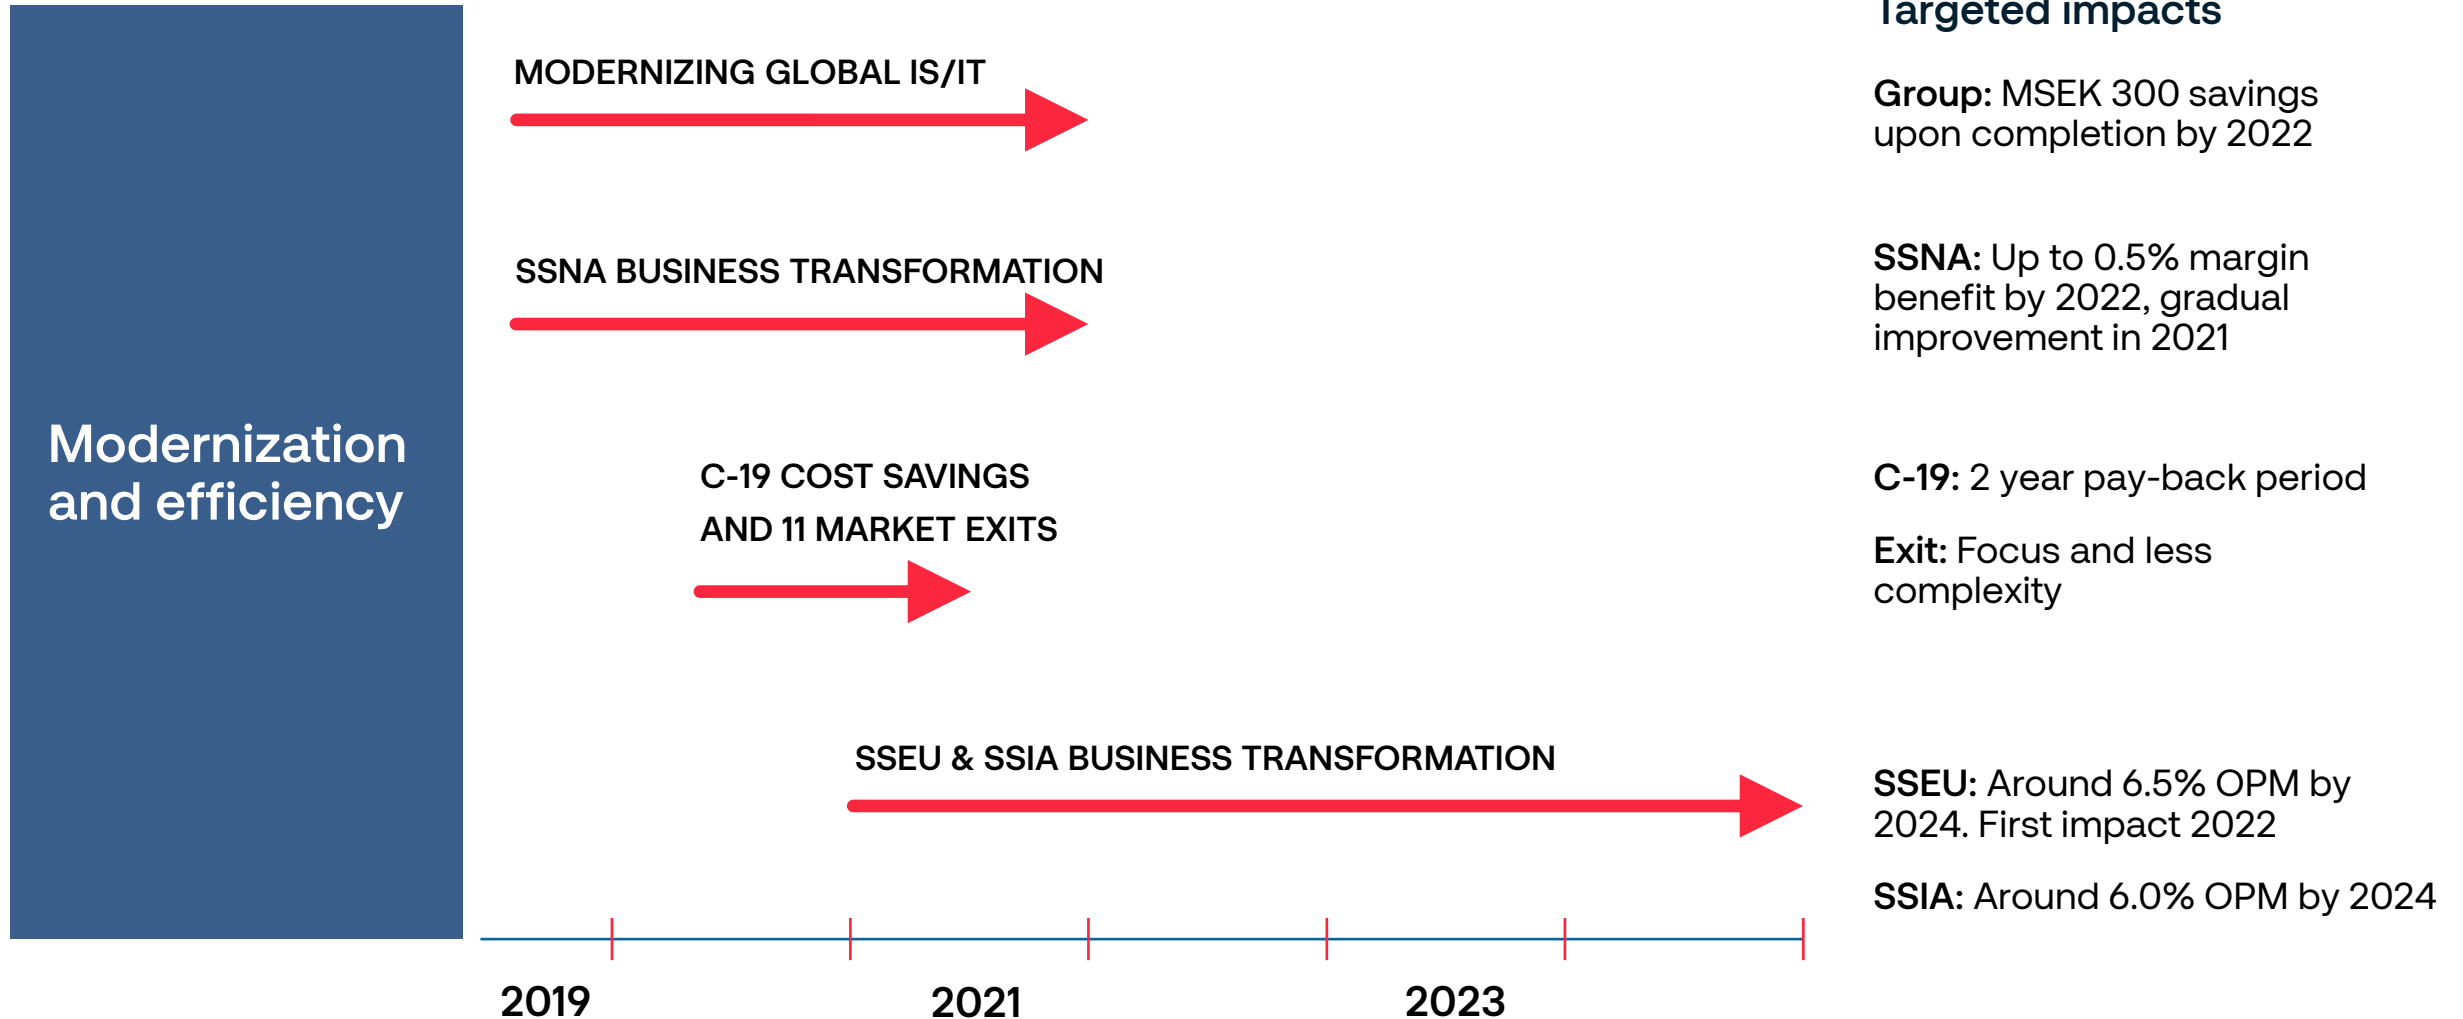 Targeted impacts
MODERNIZING GLOBAL IS/IT
Group: MSEK 300 savings
upon completion by 2022
SSNA BUSINESS TRANSFORMATION
SSNA: Up to 0.5% margin
benefit by 2022, gradual
improvement in 2021
Modernization
and efficiency
C-19 COST SAVINGS
AND 11 MARKET EXITS
C-19: 2 year pay-back period
Exit: Focus and less
complexity
SSEU & SSIA BUSINESS TRANSFORMATION
SSEU: Around 6.5% OPM by
2024. First impact 2022
SSIA: Around 6.0% OPM by 2024
2019
2021
2023